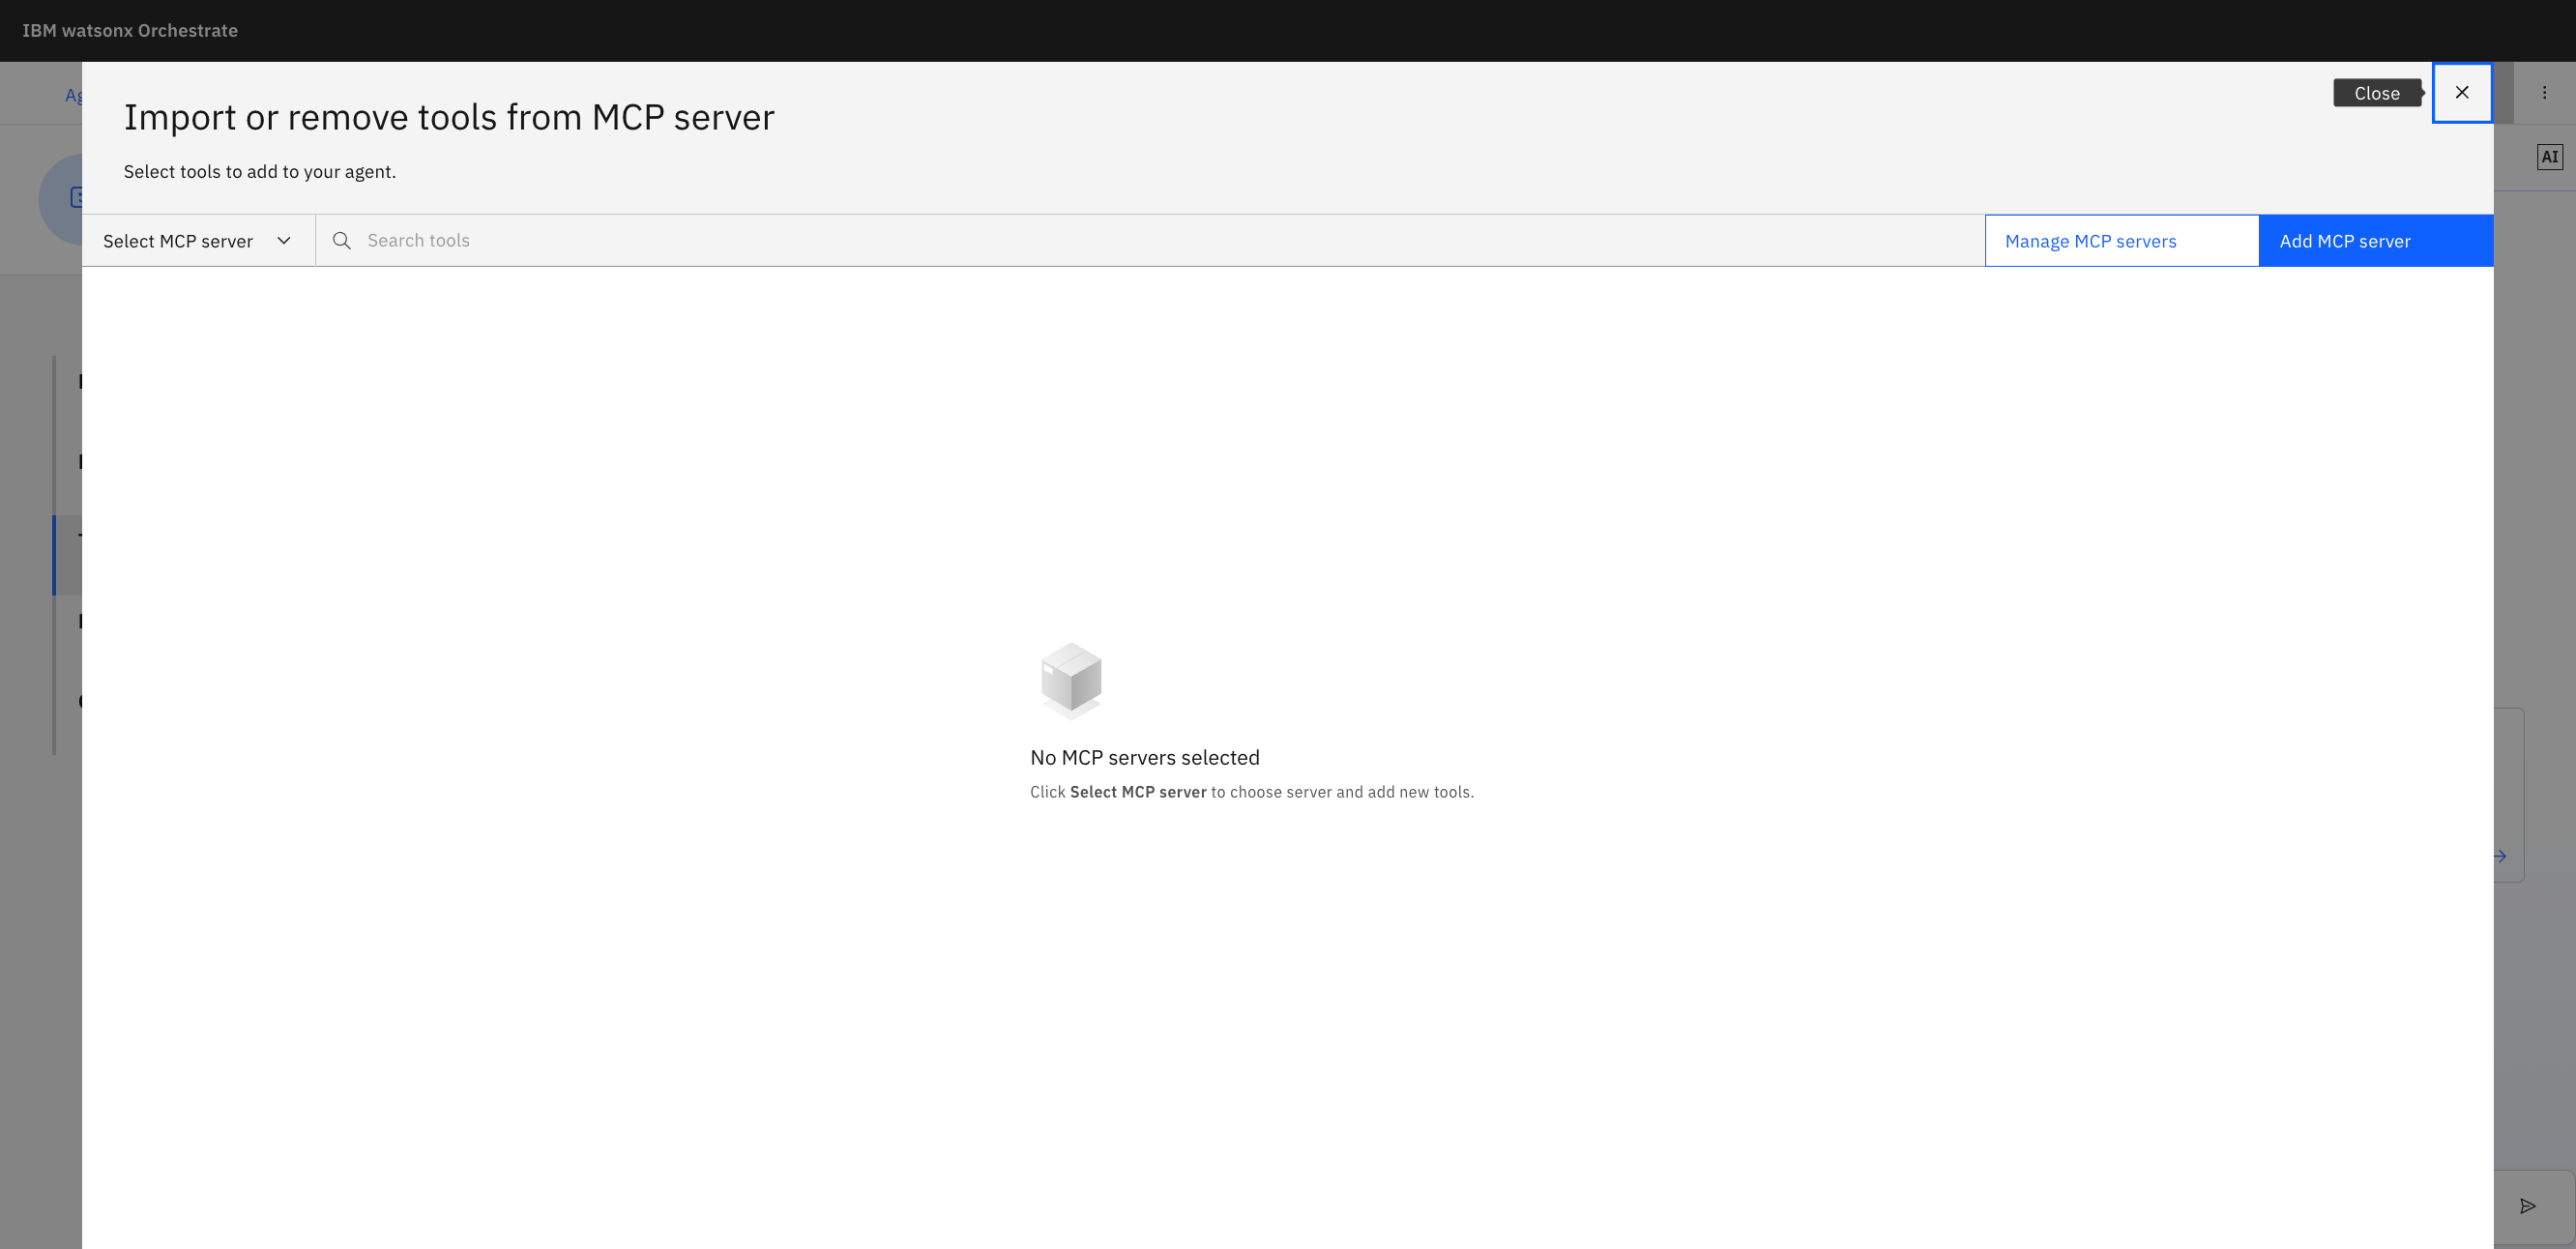 IBM watsonx Orchestrate
Import or remove tools from MCP server
Close
Select tools to add to your agent.
AI
Select MCP server
Search tools
Manage MCP servers
Add MCP server
No MCP servers selected
Click Select MCP server to choose server and add new tools.